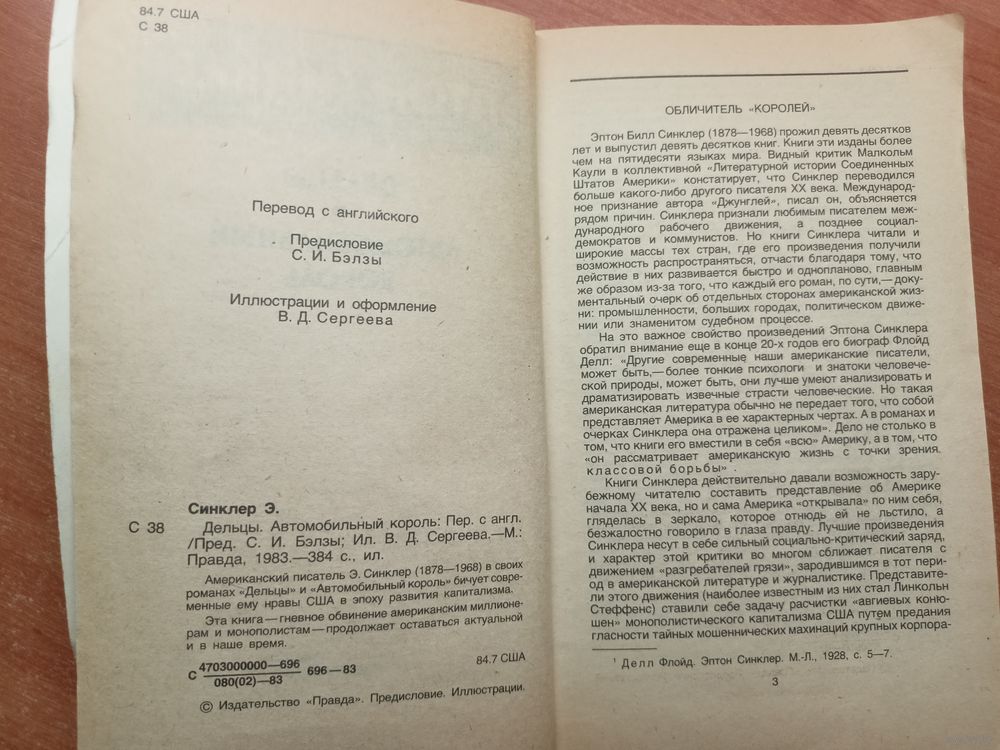 84.7 США
С 38
Перевод с английского
Предисловие
С. И. Бэлзы
Иллюстрации и оформление
В. Д. Сергеева
Синклер Э.
С 38
Дельцы. Автомобильный король: Пер. с англ.
/Пред. С. И. Бэлзы; Ил. В. Д. Сергеева.—М.:
Правда, 1983.—384 с., ил.
Американский писатель Э. Синклер (1878—1968) в своих
романах «Дельцы» и «Автомобильный король» бичует совре-
менные ему нравы США в эпоху развития капитализма.
Эта книга—гневное обвинение американским миллионе-
рам и монополистам—продолжает оставаться актуальной
и в наше время.
С 4703000000—696
080(02)—83
696—83
84.7 США
© Издательство «Правда». Предисловие. Иллюстрации.
ОБЛИЧИТЕЛЬ «КОРОЛЕЙ»
Эптон Билл Синклер (1878—1968) прожил девять десятков
лет и выпустил девять десятков книг. Книги эти изданы более
чем на пятидесяти языках мира. Видный критик Малкольм
Каули в коллективной «Литературной истории Соединенных
Штатов Америки» констатирует, что Синклер переводился
больше какого-либо другого писателя XX века. Международ-
ное признание автора «Джунглей», писал он, объясняется
рядом причин. Синклера признали любимым писателем меж-
дународного рабочего движения, а позднее социал-
демократов и коммунистов. Но книги Синклера читали и
широкие массы тех стран, где его произведения получили
возможность распространяться, отчасти благодаря тому, что
действие в них развивается быстро и однопланово, главным
же образом из-за того, что каждый его роман, по сути,—доку-
ментальный очерк об отдельных сторонах американской жиз-
ни: промышленности, больших городах, политическом движе-
нии или знаменитом судебном процессе.
На это важное свойство произведений Эптона Синклера
обратил внимание еще в конце 20-х годов его биограф Флойд
Делл: «Другие современные наши американские писатели,
может быть,—более тонкие психологи и знатоки человече-
ской природы, может быть, они лучше умеют анализировать и
драматизировать извечные страсти человеческие. Но такая
американская литература обычно не передает того, что собой
представляет Америка в ее характерных чертах. А в романах и
очерках Синклера она отражена целиком». Дело не столько в
том, что книги его вместили в себя «всю» Америку, а в том, что
«он рассматривает американскую жизнь с точки зрения
классовой борьбы» .
Книги Синклера действительно давали возможность зару-
бежному читателю составить представление об Америке
начала XX века, но и сама Америка «открывала» по ним себя,
гляделась в зеркало, которое отнюдь ей не льстило, а
безжалостно говорило в глаза правду. Лучшие произведения
Синклера несут в себе сильный социально-критический заряд,
и характер этой критики во многом сближает писателя с
движением «разгребателей грязи», зародившимся в тот пери-
од в американской литературе и журналистике. Представите-
ли этого движения (наиболее известным из них стал Линкольн
Стеффенс) ставили себе задачу расчистки «авгиевых коню-
шен» монополистического капитализма США путем предания
гласности тайных мошеннических махинаций крупных корпора-
¹ Делл Флойд. Эптон Синклер. М.-Л., 1928, с. 5—7.
3